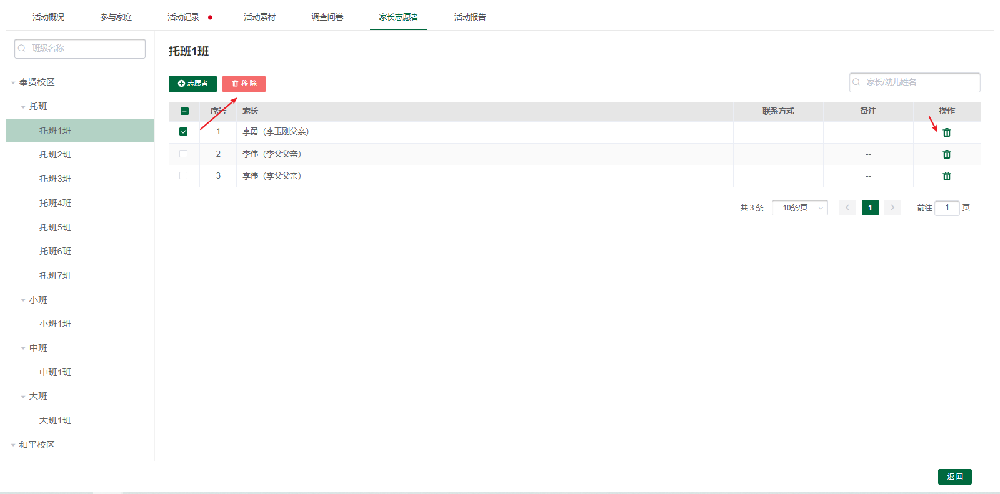 活动概况 参与家庭 活动记录 活动素材 调查问卷 家长志愿者 活动报告
班级名称
奉贤校区
托班
托班1班
托班2班
托班3班
托班4班
托班5班
托班6班
托班7班
小班
小班1班
中班
中班1班
大班
大班1班
和平校区
托班1班
志愿者 移除
家长/幼儿姓名
序号 家长 联系方式 备注 操作
1 李勇（李玉刚父亲） --
2 李伟（李父父亲） --
3 李伟（李父父亲） --
共 3 条 10条/页 1 前往 1 页
返回